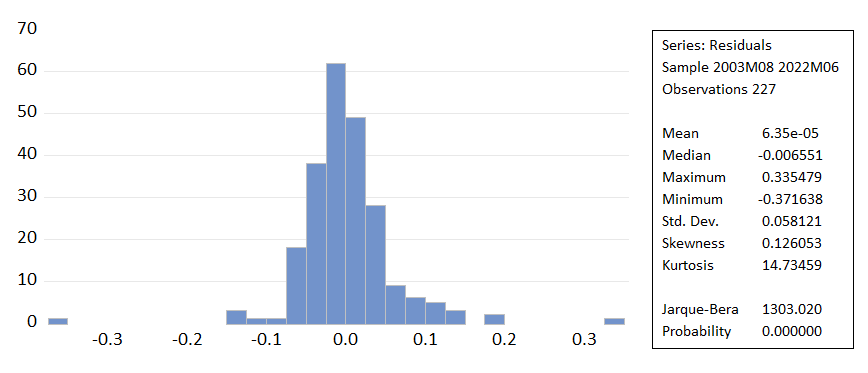 70
60
50
40
30
20
10
0
-0.3 -0.2 -0.1 0.0 0.1 0.2 0.3
Series: Residuals
Sample 2003M08 2022M06
Observations 227
Mean 6.35e-05
Median -0.006551
Maximum 0.335479
Minimum -0.371638
Std. Dev. 0.058121
Skewness 0.126053
Kurtosis 14.73459
Jarque-Bera 1303.020
Probability 0.000000